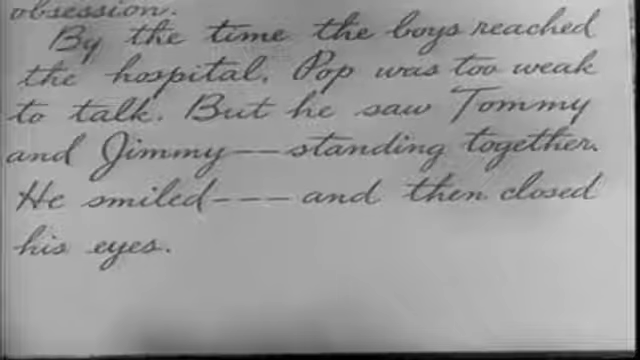 obsession.
By the time the boys reached
the hospital, Pop was too weak
to talk. But he saw Tommy
and Jimmy—standing together.
He smiled--- and then closed
his eyes.